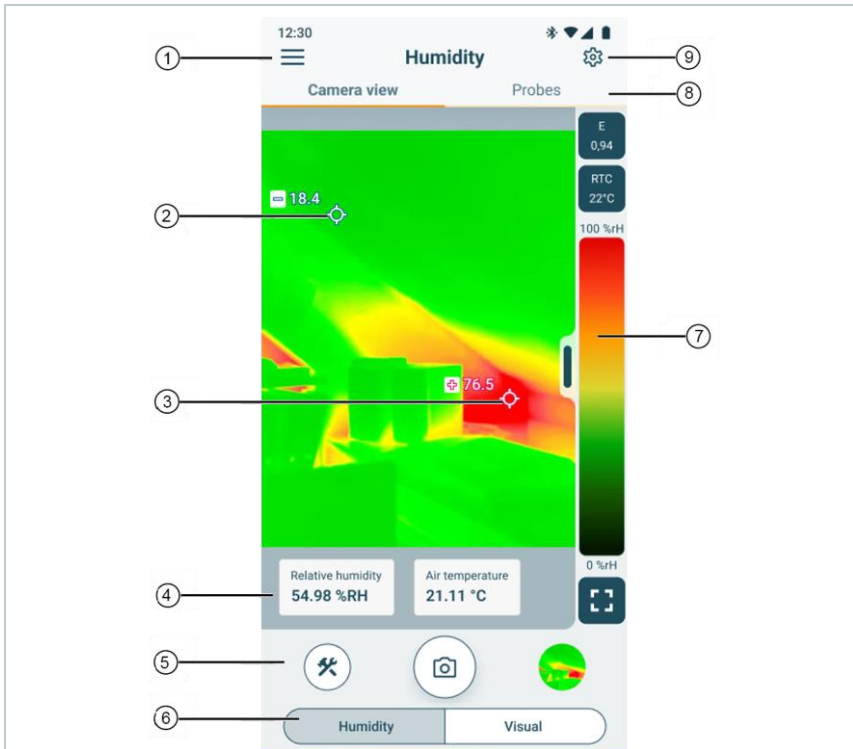 12:30
1 Humidity 9
Camera view Probes 8
E
0,94
RTC
22°C
18.4
2
100 %rH
7
76.5
3
0 %rH
Relative humidity Air temperature
4 54.98 %RH 21.11 °C
5
6 Humidity Visual